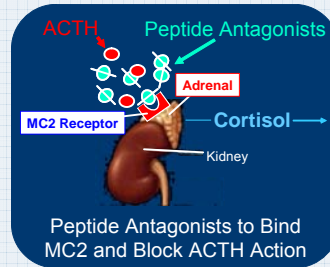 ACTH
Peptide Antagonists
Adrenal
MC2 Receptor
Cortisol
Kidney
Peptide Antagonists to Bind
MC2 and Block ACTH Action